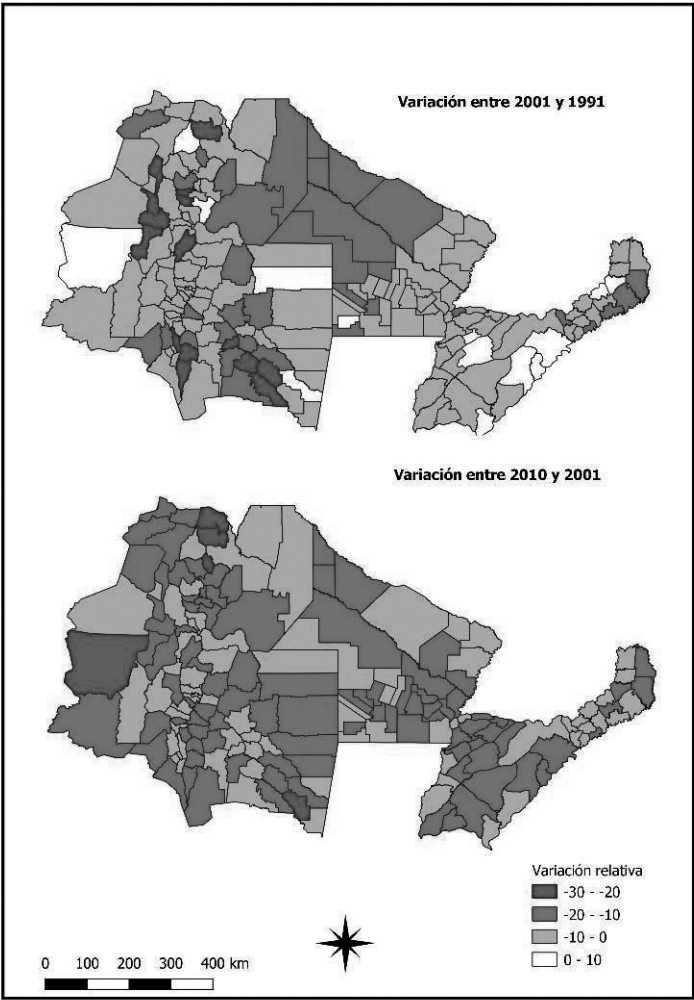 Variación entre 2001 y 1991
Variación entre 2010 y 2001
Variación relativa
-30 - -20
-20 - -10
-10 - 0
0 - 10
0 100 200 300 400 km